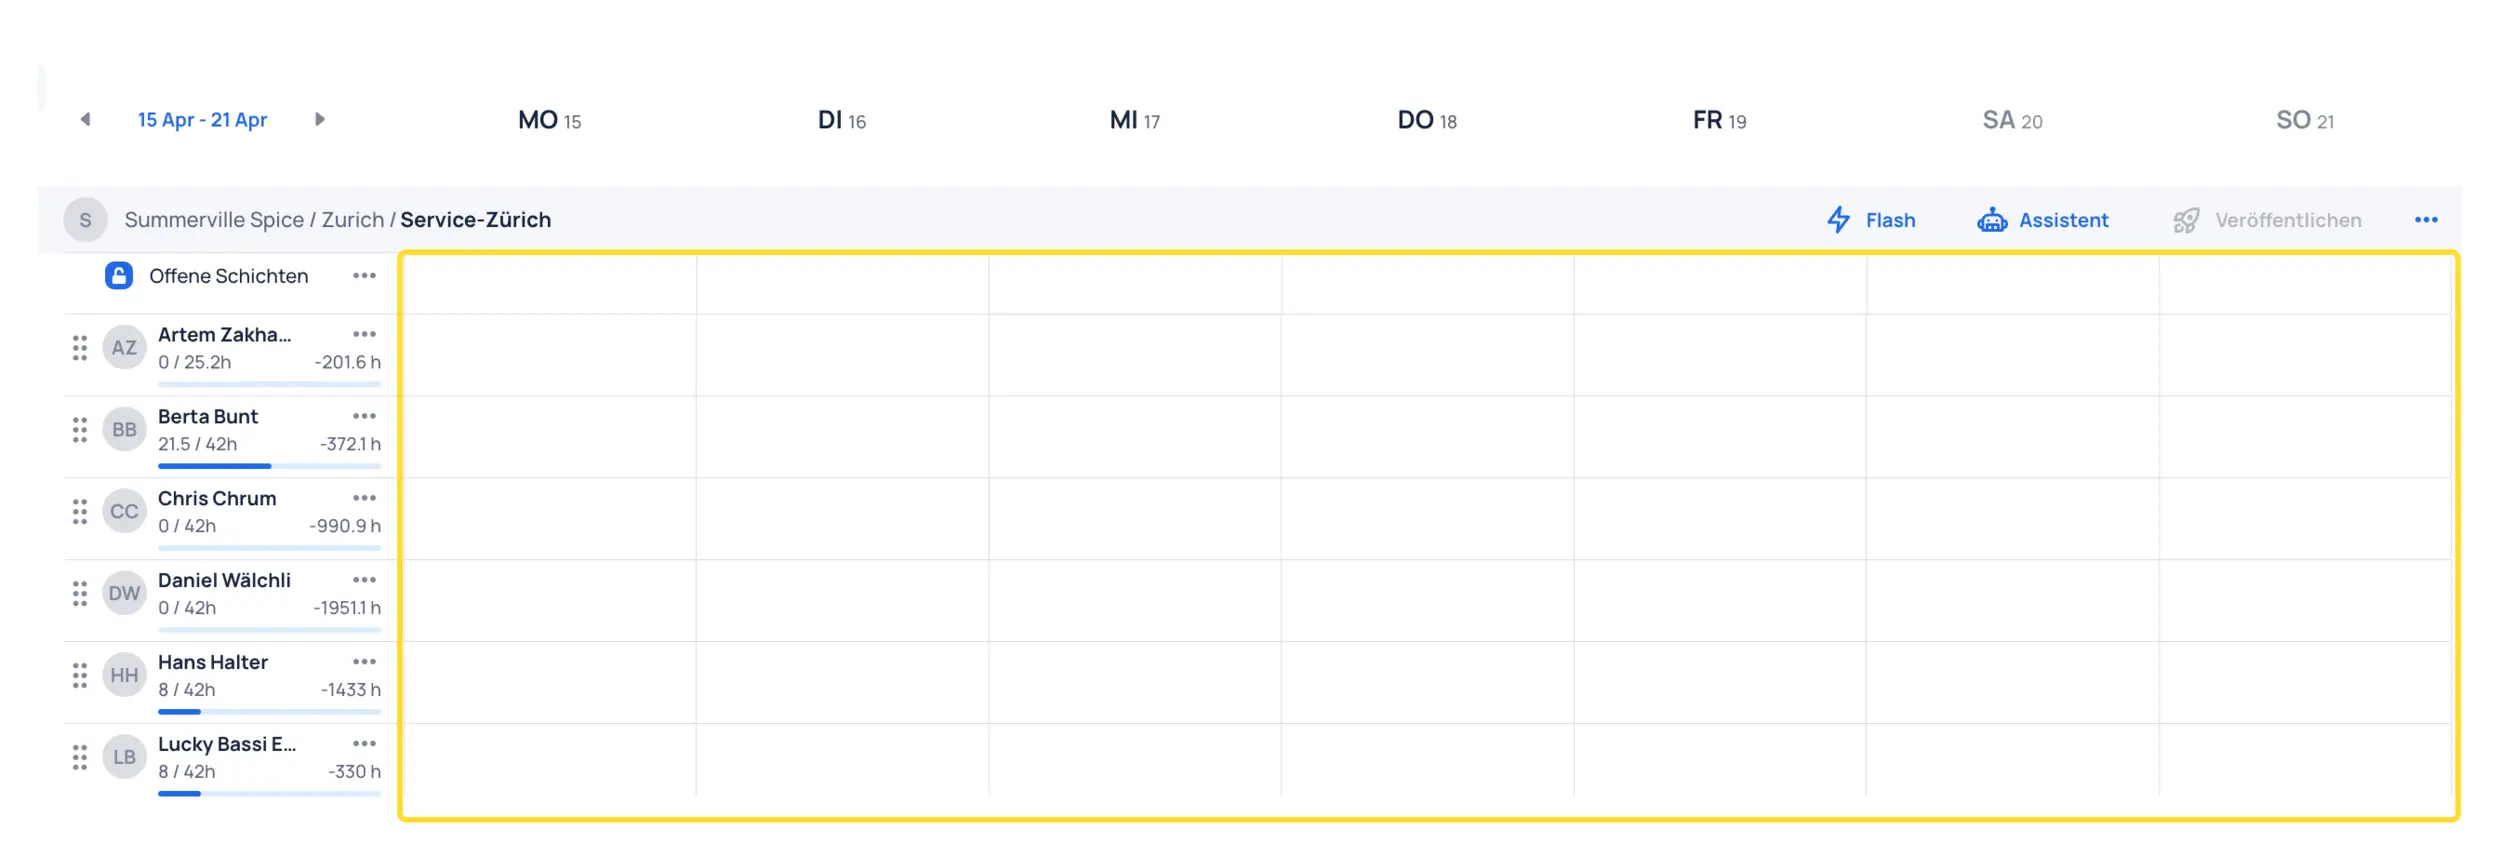 15 Apr - 21 Apr MO 15 DI 16 MI 17 DO 18 FR 19 SA 20 SO 21
S Summerville Spice / Zurich / Service-Zürich Flash Assistent Veröffentlichen
Offene Schichten
AZ Artem Zakha...
0 / 25.2h -201.6 h
BB Berta Bunt
21.5 / 42h -372.1 h
CC Chris Chrum
0 / 42h -990.9 h
DW Daniel Wälchli
0 / 42h -1951.1 h
HH Hans Halter
8 / 42h -1433 h
LB Lucky Bassi E...
8 / 42h -330 h